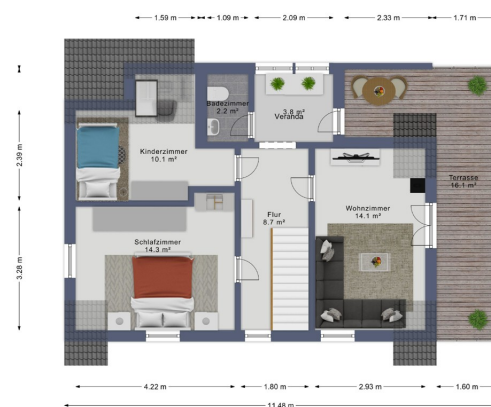 1.59 m
1.09 m
2.09 m
2.33 m
1.71 m
Badezimmer
2.2 m²
3.8 m²
Veranda
2.39 m
Kinderzimmer
10.1 m²
Terrasse
16.1 m²
Flur
8.7 m²
Wohnzimmer
14.1 m²
Schlafzimmer
14.3 m²
3.28 m
4.22 m
1.80 m
2.93 m
1.60 m
11.48 m